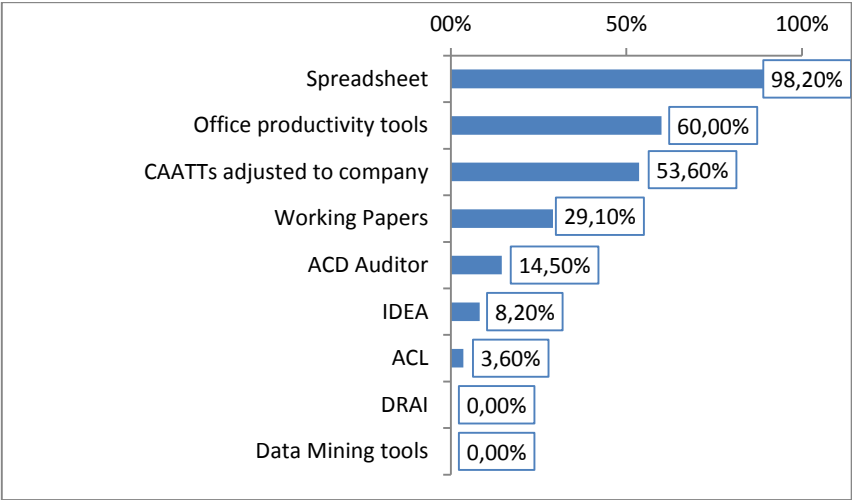 00% 50% 100%
Spreadsheet 98,20%
Office productivity tools 60,00%
CAATTs adjusted to company 53,60%
Working Papers 29,10%
ACD Auditor 14,50%
IDEA 8,20%
ACL 3,60%
DRAI 0,00%
Data Mining tools 0,00%